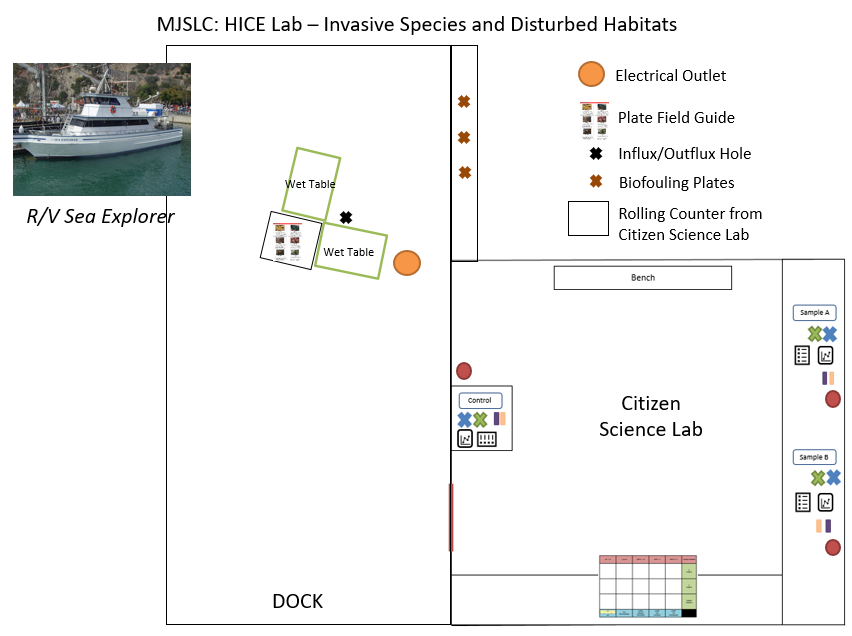 MJSLC: HICE Lab – Invasive Species and Disturbed Habitats
Electrical Outlet
Plate Field Guide
Influx/Outflux Hole
Biofouling Plates
Rolling Counter from
Citizen Science Lab
R/V Sea Explorer
Wet Table
Wet Table
Bench
Sample A
Control
Citizen
Science Lab
Sample B
DOCK